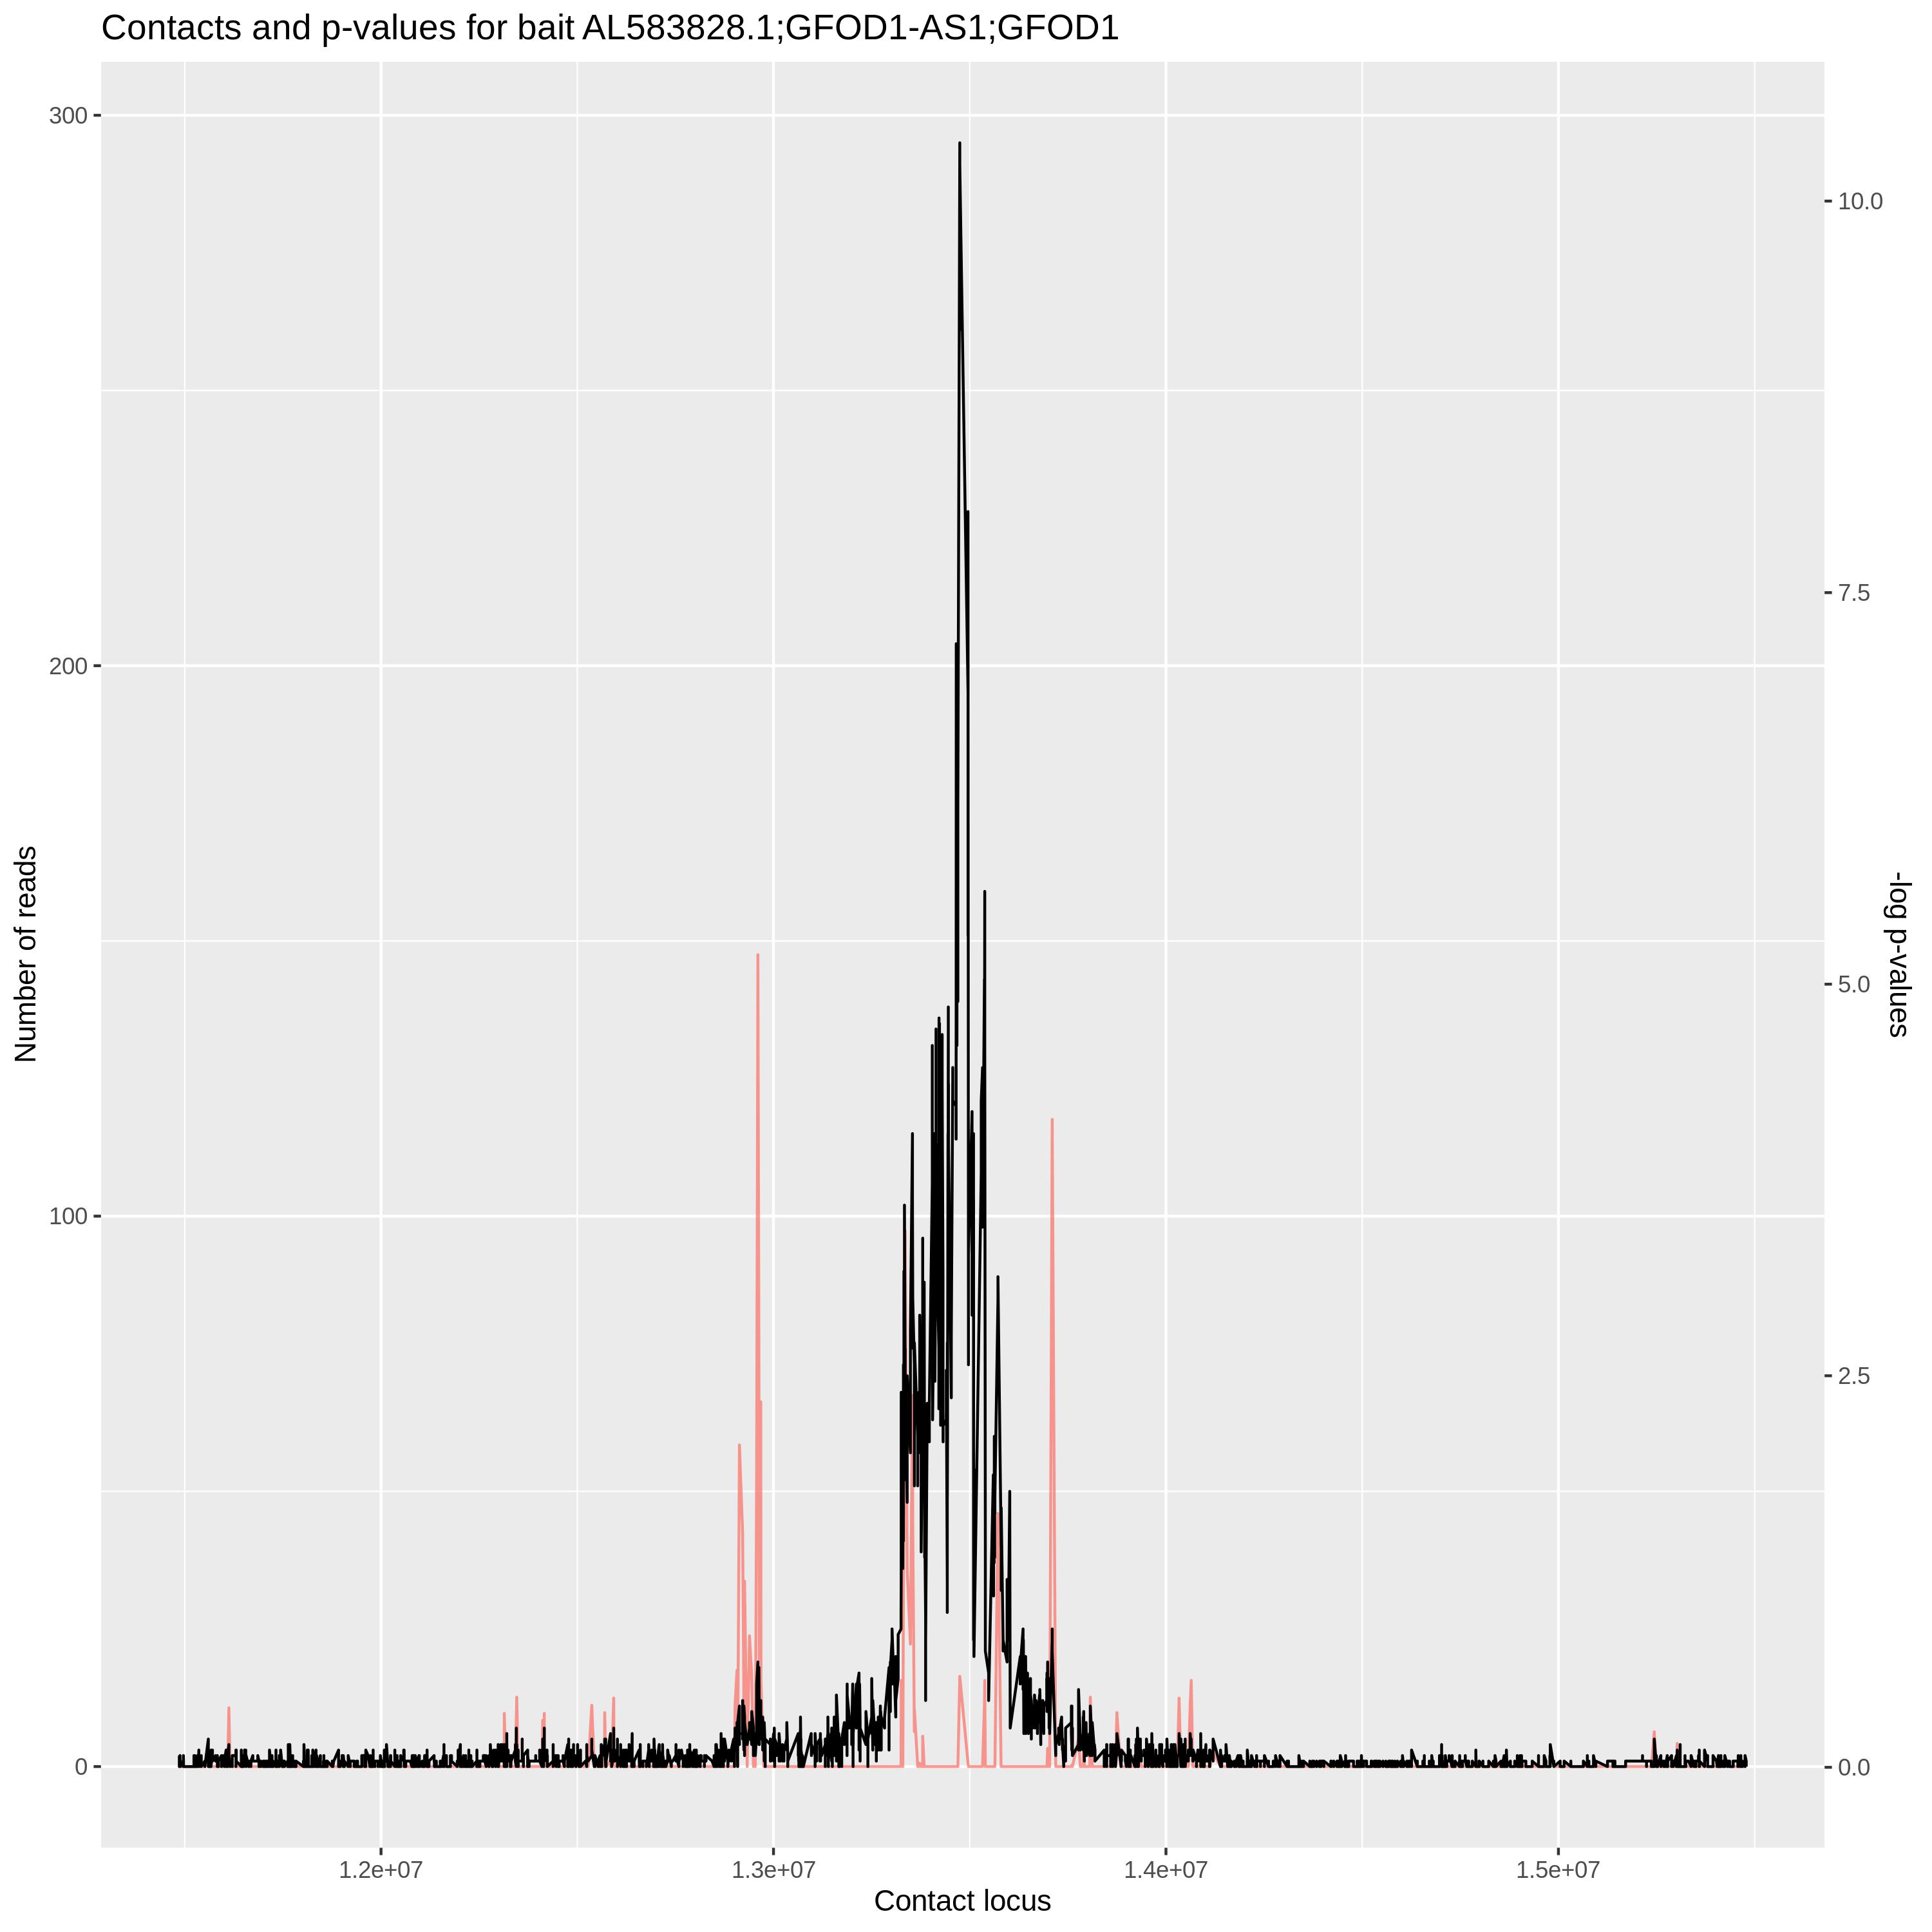 Contacts and p-values for bait AL583828.1;GFOD1-AS1;GFOD1
300
200
100
0
Number of reads
10.0
7.5
5.0
2.5
0.0
-log p-values
1.2e+07
1.3e+07
1.4e+07
1.5e+07
Contact locus